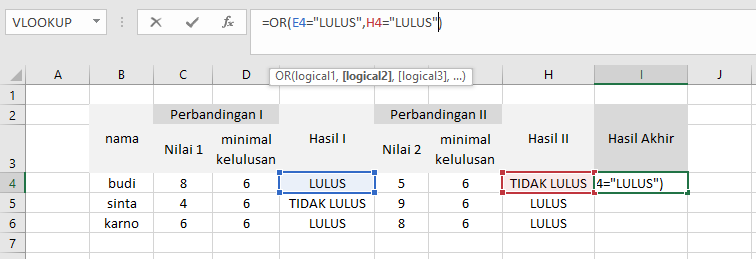 VLOOKUP fx =OR(E4="LULUS",H4="LULUS")
OR(logical1, [logical2], [logical3], ...)
A B C D E F G H I J K
1
2 nama Perbandingan I Hasil I Perbandingan II Hasil II Hasil Akhir
3 Nilai 1 minimal kelulusan Nilai 2 minimal kelulusan
4 budi 8 6 LULUS 5 6 TIDAK LULUS 4="LULUS")
5 sinta 4 6 TIDAK LULUS 9 6 LULUS
6 karno 6 6 LULUS 8 6 LULUS
7